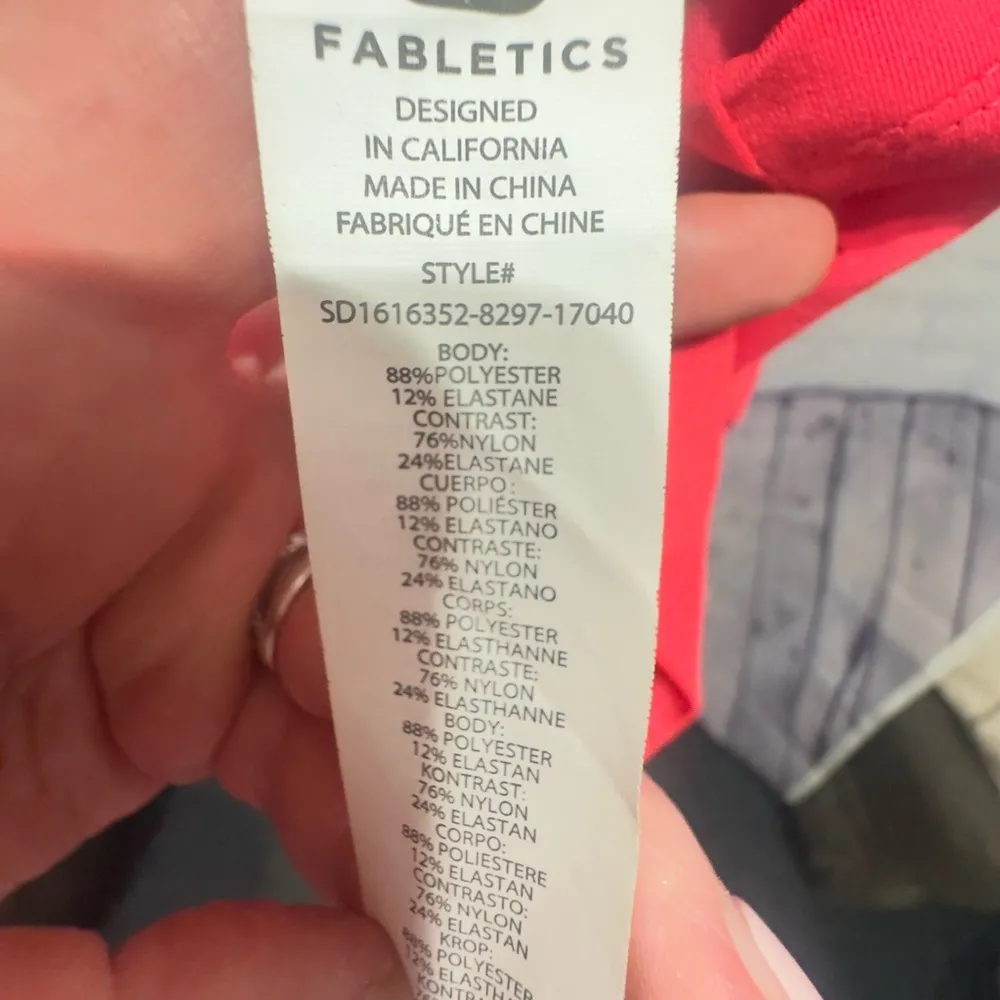 FABLETICS
DESIGNED
IN CALIFORNIA
MADE IN CHINA
FABRIQUÉ EN CHINE
STYLE#
SD1616352-8297-17040
BODY:
88%POLYESTER
12% ELASTANE
CONTRAST:
76%NYLON
24%ELASTANE
CUERPO:
88% POLIÉSTER
12% ELASTANO
CONTRASTE:
76% NYLON
24% ELASTANO
CORPS:
88% POLYESTER
12% ELASTHANNE
CONTRASTE:
76% NYLON
24% ELASTHANNE
BODY:
88% POLYESTER
12% ELASTAN
KONTRAST:
76% NYLON
24% ELASTAN
CORPO:
88% POLIESTERE
12% ELASTAN
CONTRASTO:
76% NYLON
24% ELASTAN
KROP:
88% POLYESTER
12%